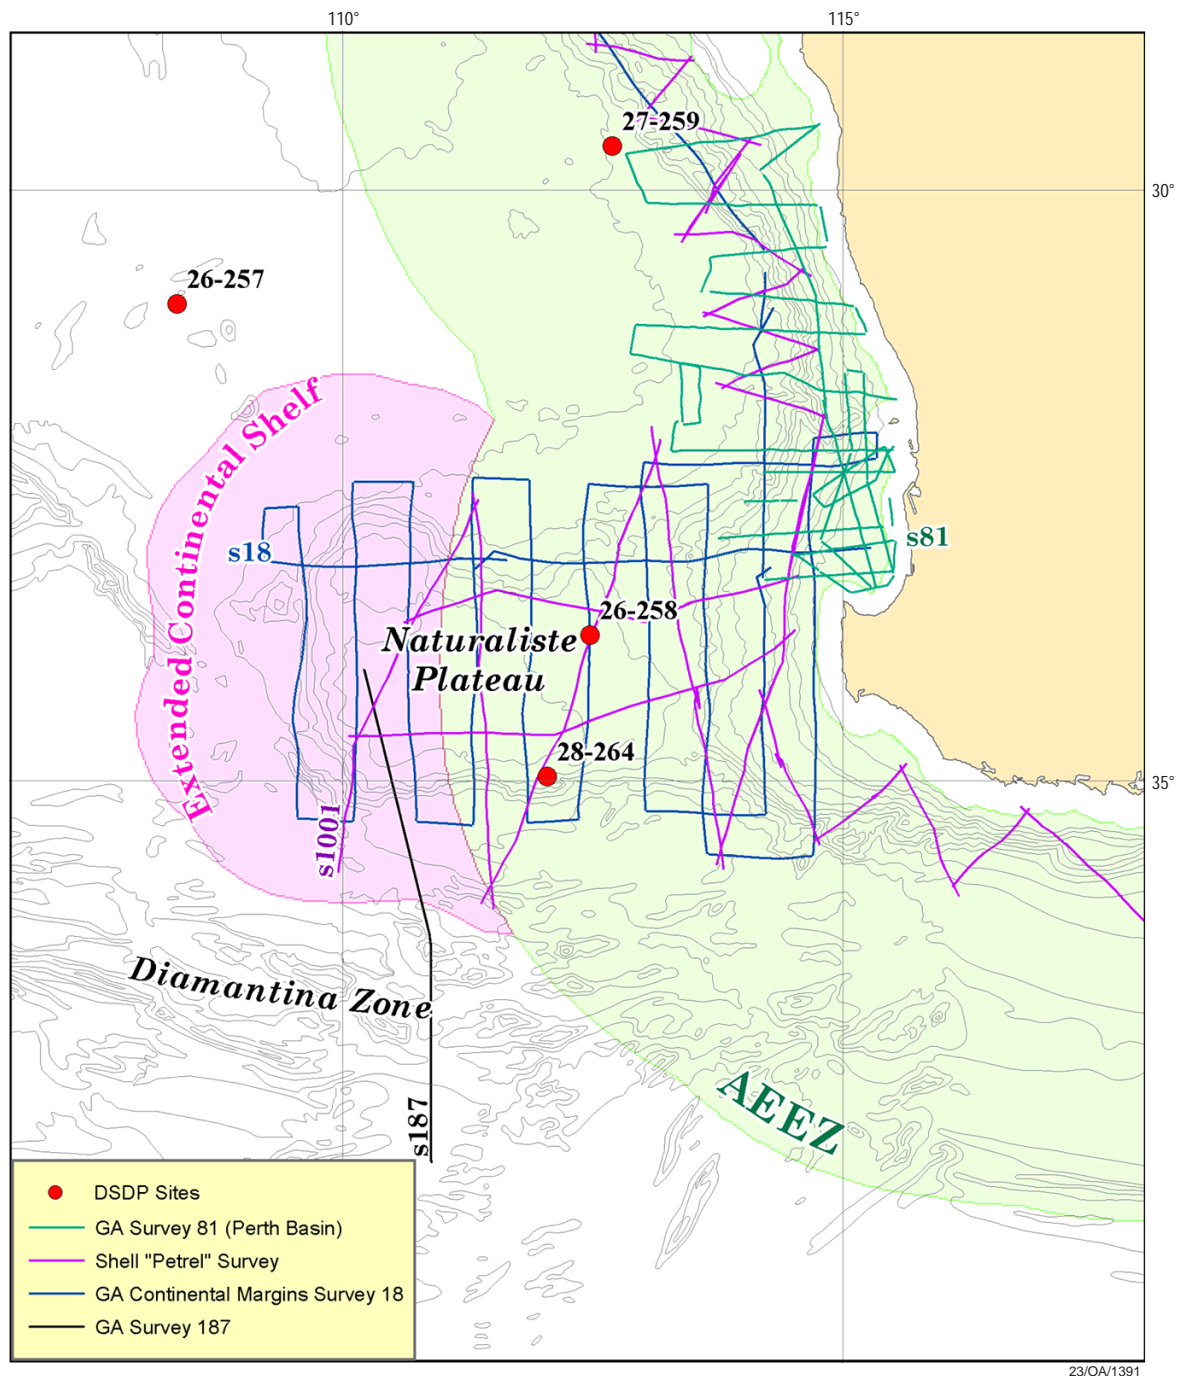 110°
115°
27-259
30°
26-257
Extended Continental Shelf
s18
s81
26-258
Naturaliste
Plateau
28-264
35°
s1001
Diamantina Zone
AEEZ
s187
DSDP Sites
GA Survey 81 (Perth Basin)
Shell "Petrel" Survey
GA Continental Margins Survey 18
GA Survey 187
23/OA/1391